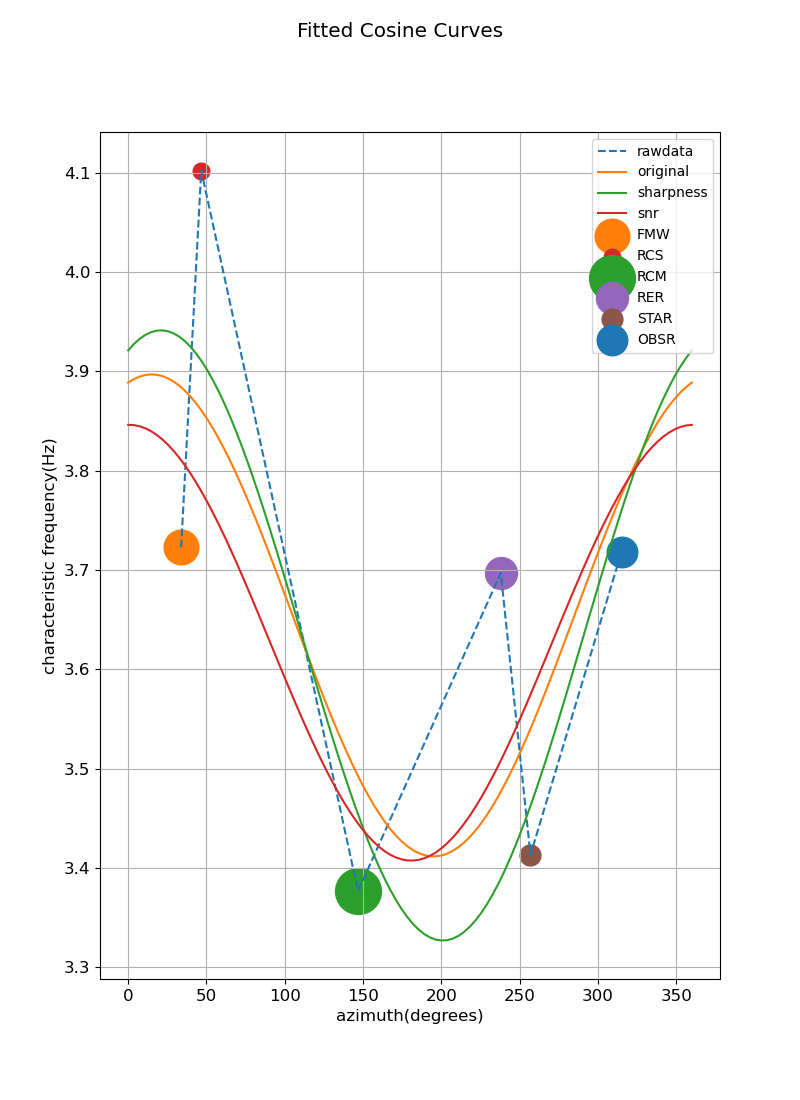 Fitted Cosine Curves
rawdata
original
sharpness
snr
FMW
RCS
RCM
RER
STAR
OBSR
characteristic frequency(Hz)
4.1
4.0
3.9
3.8
3.7
3.6
3.5
3.4
3.3
0 50 100 150 200 250 300 350
azimuth(degrees)